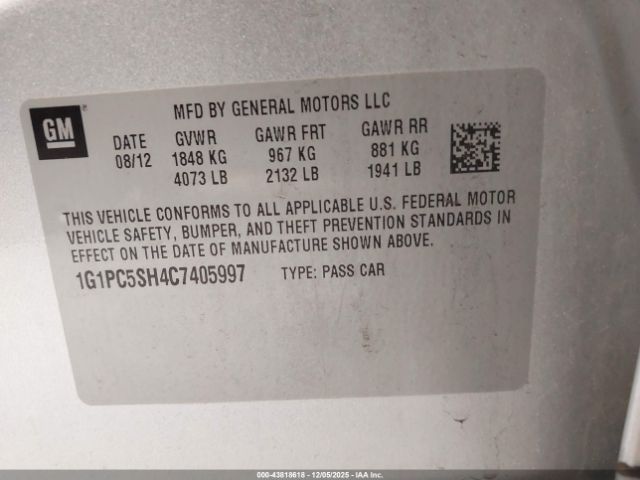 GM
MFD BY GENERAL MOTORS LLC
DATE GVWR GAWR FRT GAWR RR
08/12 1848 KG 967 KG 881 KG
4073 LB 2132 LB 1941 LB
THIS VEHICLE CONFORMS TO ALL APPLICABLE U.S. FEDERAL MOTOR
VEHICLE SAFETY, BUMPER, AND THEFT PREVENTION STANDARDS IN
EFFECT ON THE DATE OF MANUFACTURE SHOWN ABOVE.
1G1PC5SH4C7405997 TYPE: PASS CAR
000-43818618 - 12/05/2025 - IAA Inc.